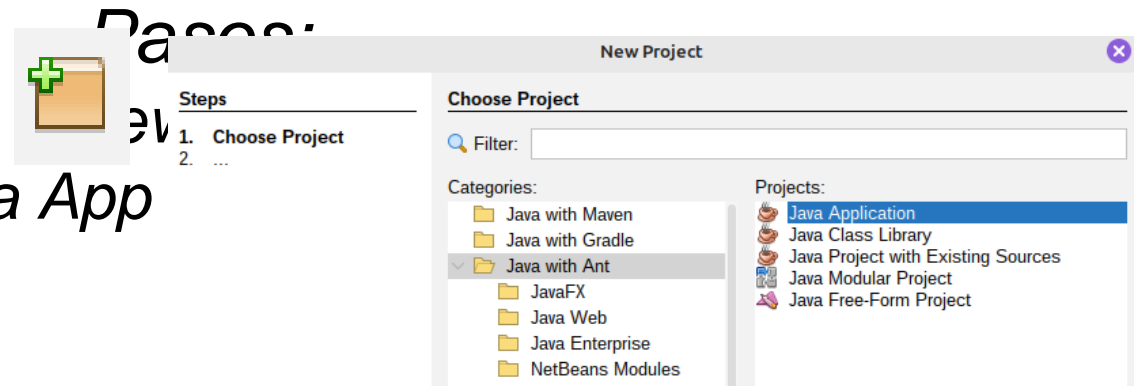 Pasos:
New Project
Steps
1. Choose Project
2. ...
Choose Project
Filter:
Categories:
Java with Maven
Java with Gradle
Java with Ant
JavaFX
Java Web
Java Enterprise
NetBeans Modules
Projects:
Java Application
Java Class Library
Java Project with Existing Sources
Java Modular Project
Java Free-Form Project
a App